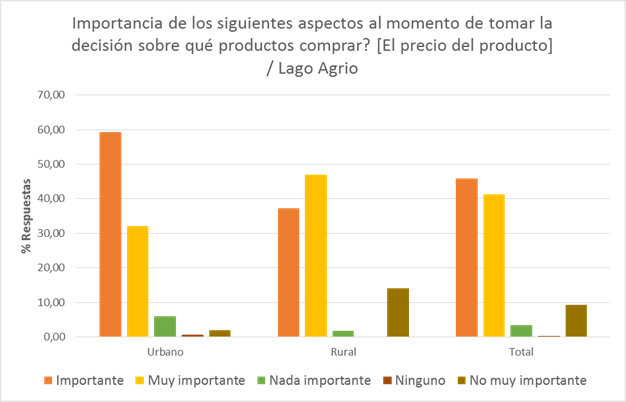 Importancia de los siguientes aspectos al momento de tomar la
decisión sobre qué productos comprar? [El precio del producto]
/ Lago Agrio
70,00
60,00
50,00
40,00
30,00
20,00
10,00
0,00
% Respuestas
Urbano Rural Total
Importante Muy importante Nada importante Ninguno No muy importante